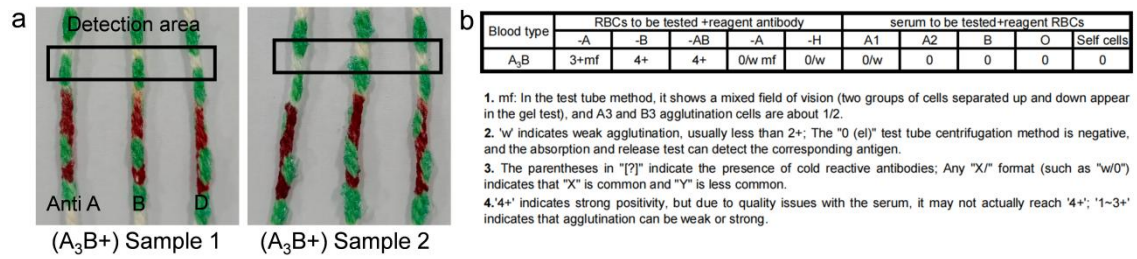 a
Detection area
Anti A B D
(A₃B+) Sample 1 (A₃B+) Sample 2
b
Blood type RBCs to be tested +reagent antibody serum to be tested+reagent RBCs
-A -B -AB -A -H A1 A2 B O Self cells
A₃B 3+mf 4+ 4+ 0/w mf 0/w 0/w 0 0 0 0
1. mf: In the test tube method, it shows a mixed field of vision (two groups of cells separated up and down appear
in the gel test), and A3 and B3 agglutination cells are about 1/2.
2. 'w' indicates weak agglutination, usually less than 2+; The "0 (el)" test tube centrifugation method is negative,
and the absorption and release test can detect the corresponding antigen.
3. The parentheses in "[?]" indicate the presence of cold reactive antibodies; Any "X/" format (such as "w/0")
indicates that "X" is common and "Y" is less common.
4.'4+' indicates strong positivity, but due to quality issues with the serum, it may not actually reach '4+'; '1~3+'
indicates that agglutination can be weak or strong.